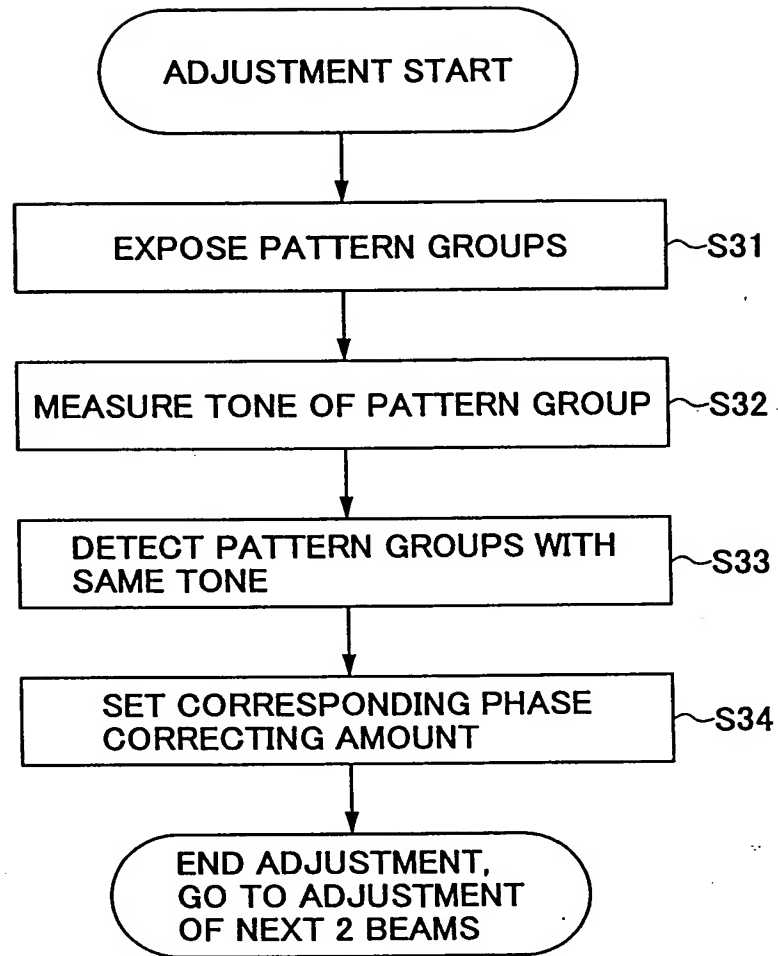 ADJUSTMENT START
EXPOSE PATTERN GROUPS
S31
MEASURE TONE OF PATTERN GROUP
S32
DETECT PATTERN GROUPS WITH
SAME TONE
S33
SET CORRESPONDING PHASE
CORRECTING AMOUNT
S34
END ADJUSTMENT,
GO TO ADJUSTMENT
OF NEXT 2 BEAMS